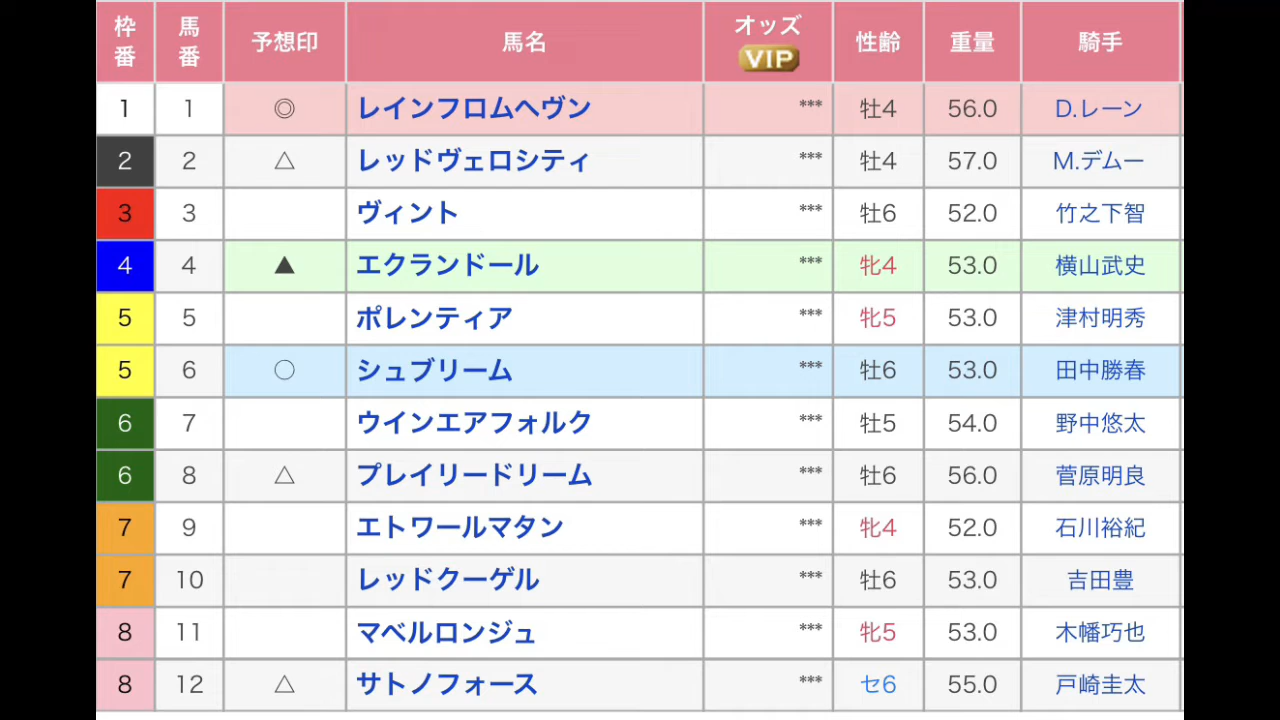 枠番 馬番 予想印 馬名 オッズ VIP 性齢 重量 騎手
1 1 ◎ レインフロムヘヴン *** 牡4 56.0 D.レーン
2 2 △ レッドヴェロシティ *** 牡4 57.0 M.デムー
3 3 ヴィント *** 牡6 52.0 竹之下智
4 4 ▲ エクランドール *** 牝4 53.0 横山武史
5 5 ポレンティア *** 牝5 53.0 津村明秀
5 6 ○ シュブリーム *** 牡6 53.0 田中勝春
6 7 ウインエアフォルク *** 牡5 54.0 野中悠太
6 8 △ プレイリードリーム *** 牡6 56.0 菅原明良
7 9 エトワールマタン *** 牝4 52.0 石川裕紀
7 10 レッドクーゲル *** 牡6 53.0 吉田豊
8 11 マベルロンジュ *** 牝5 53.0 木幡巧也
8 12 △ サトノフォース *** セ6 55.0 戸崎圭太